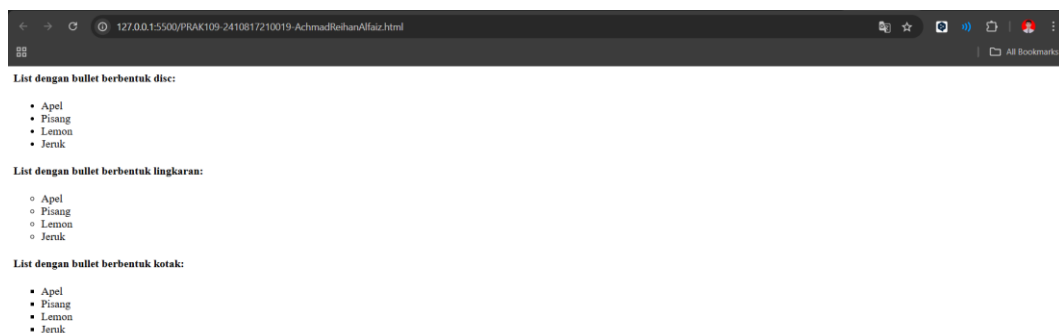 127.0.0.1:5500/PRAK109-2410817210019-AchmadReihanAlfaiz.html
All Bookmarks
List dengan bullet berbentuk disc:
Apel
Pisang
Lemon
Jeruk
List dengan bullet berbentuk lingkaran:
Apel
Pisang
Lemon
Jeruk
List dengan bullet berbentuk kotak:
Apel
Pisang
Lemon
Jeruk